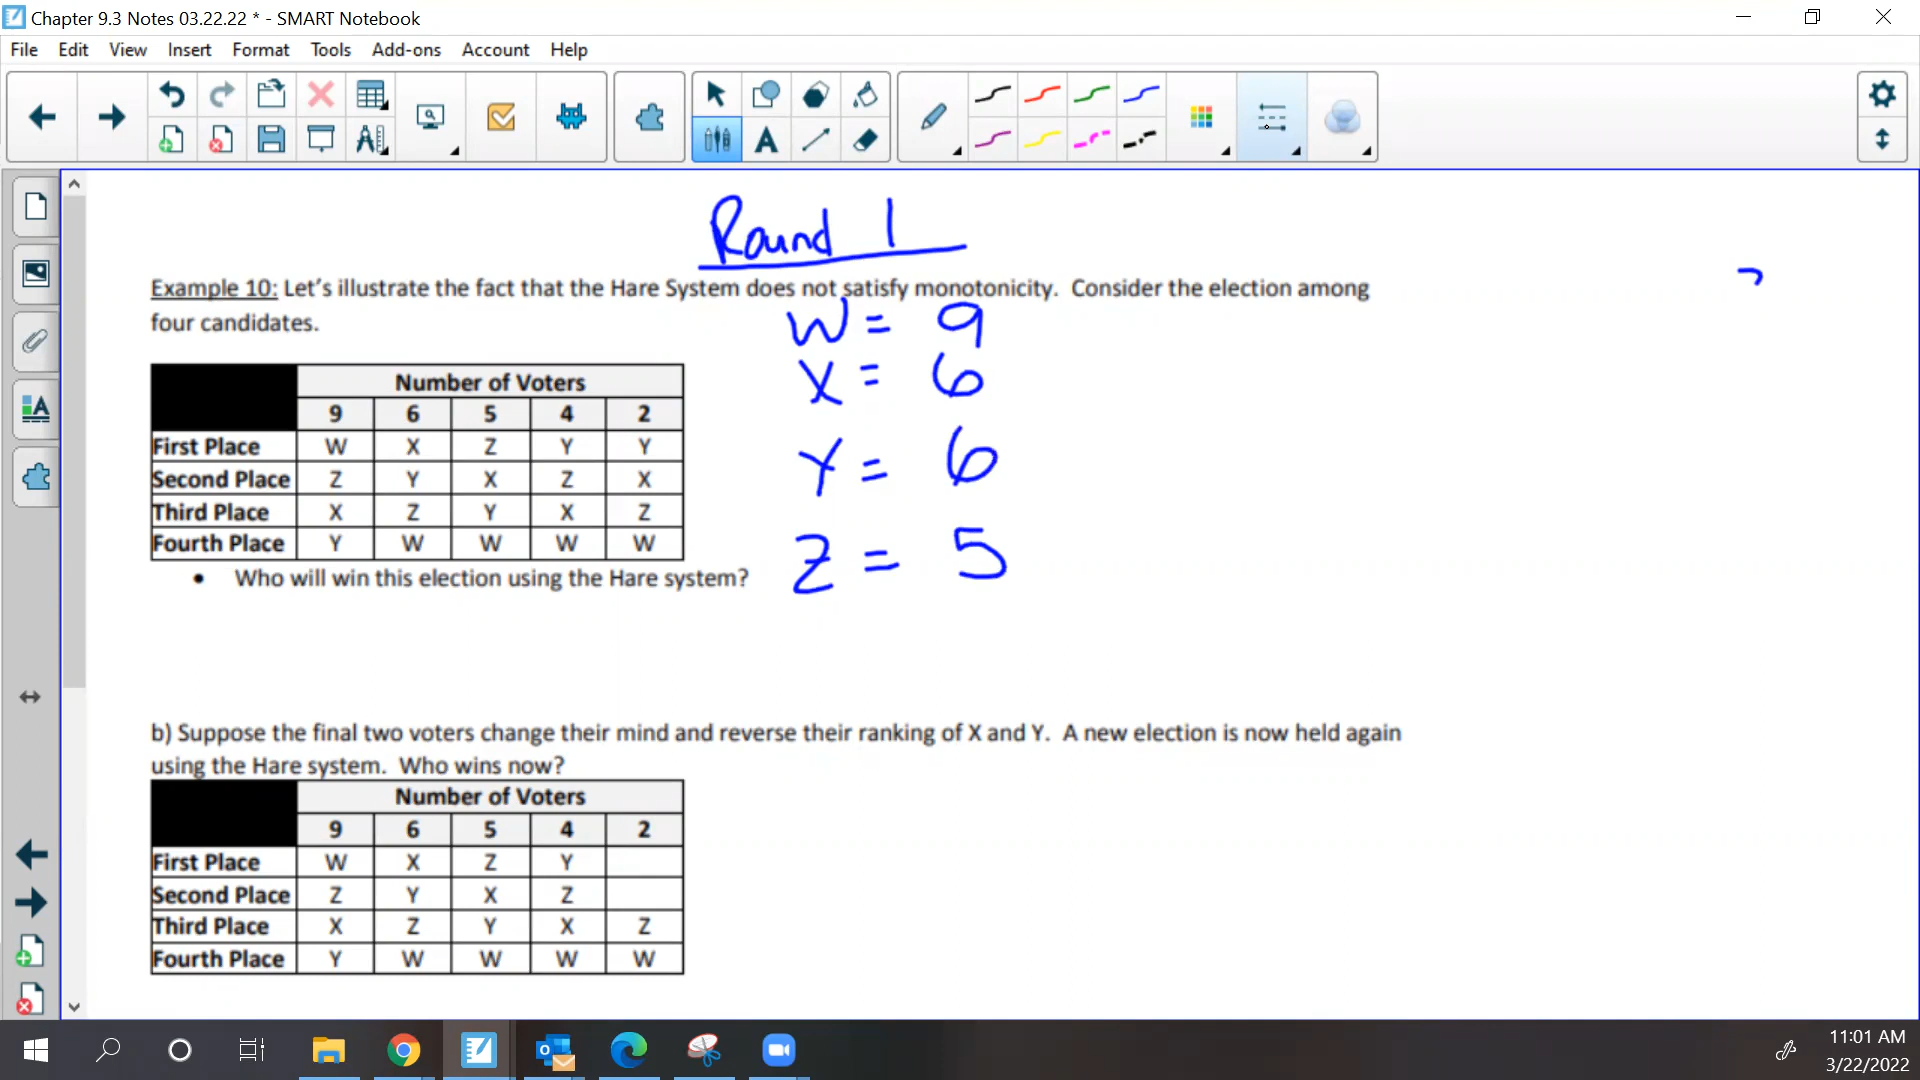 Chapter 9.3 Notes 03.22.22 * - SMART Notebook
File Edit View Insert Format Tools Add-ons Account Help
Round 1
Example 10: Let's illustrate the fact that the Hare System does not satisfy monotonicity. Consider the election among
four candidates.
W = 9
X = 6
Y = 6
Z = 5
Number of Voters
9 6 5 4 2
First Place W X Z Y Y
Second Place Z Y X Z X
Third Place X Z Y X Z
Fourth Place Y W W W W
• Who will win this election using the Hare system?
b) Suppose the final two voters change their mind and reverse their ranking of X and Y. A new election is now held again
using the Hare system. Who wins now?
Number of Voters
9 6 5 4 2
First Place W X Z Y
Second Place Z Y X Z
Third Place X Z Y X Z
Fourth Place Y W W W W
11:01 AM
3/22/2022